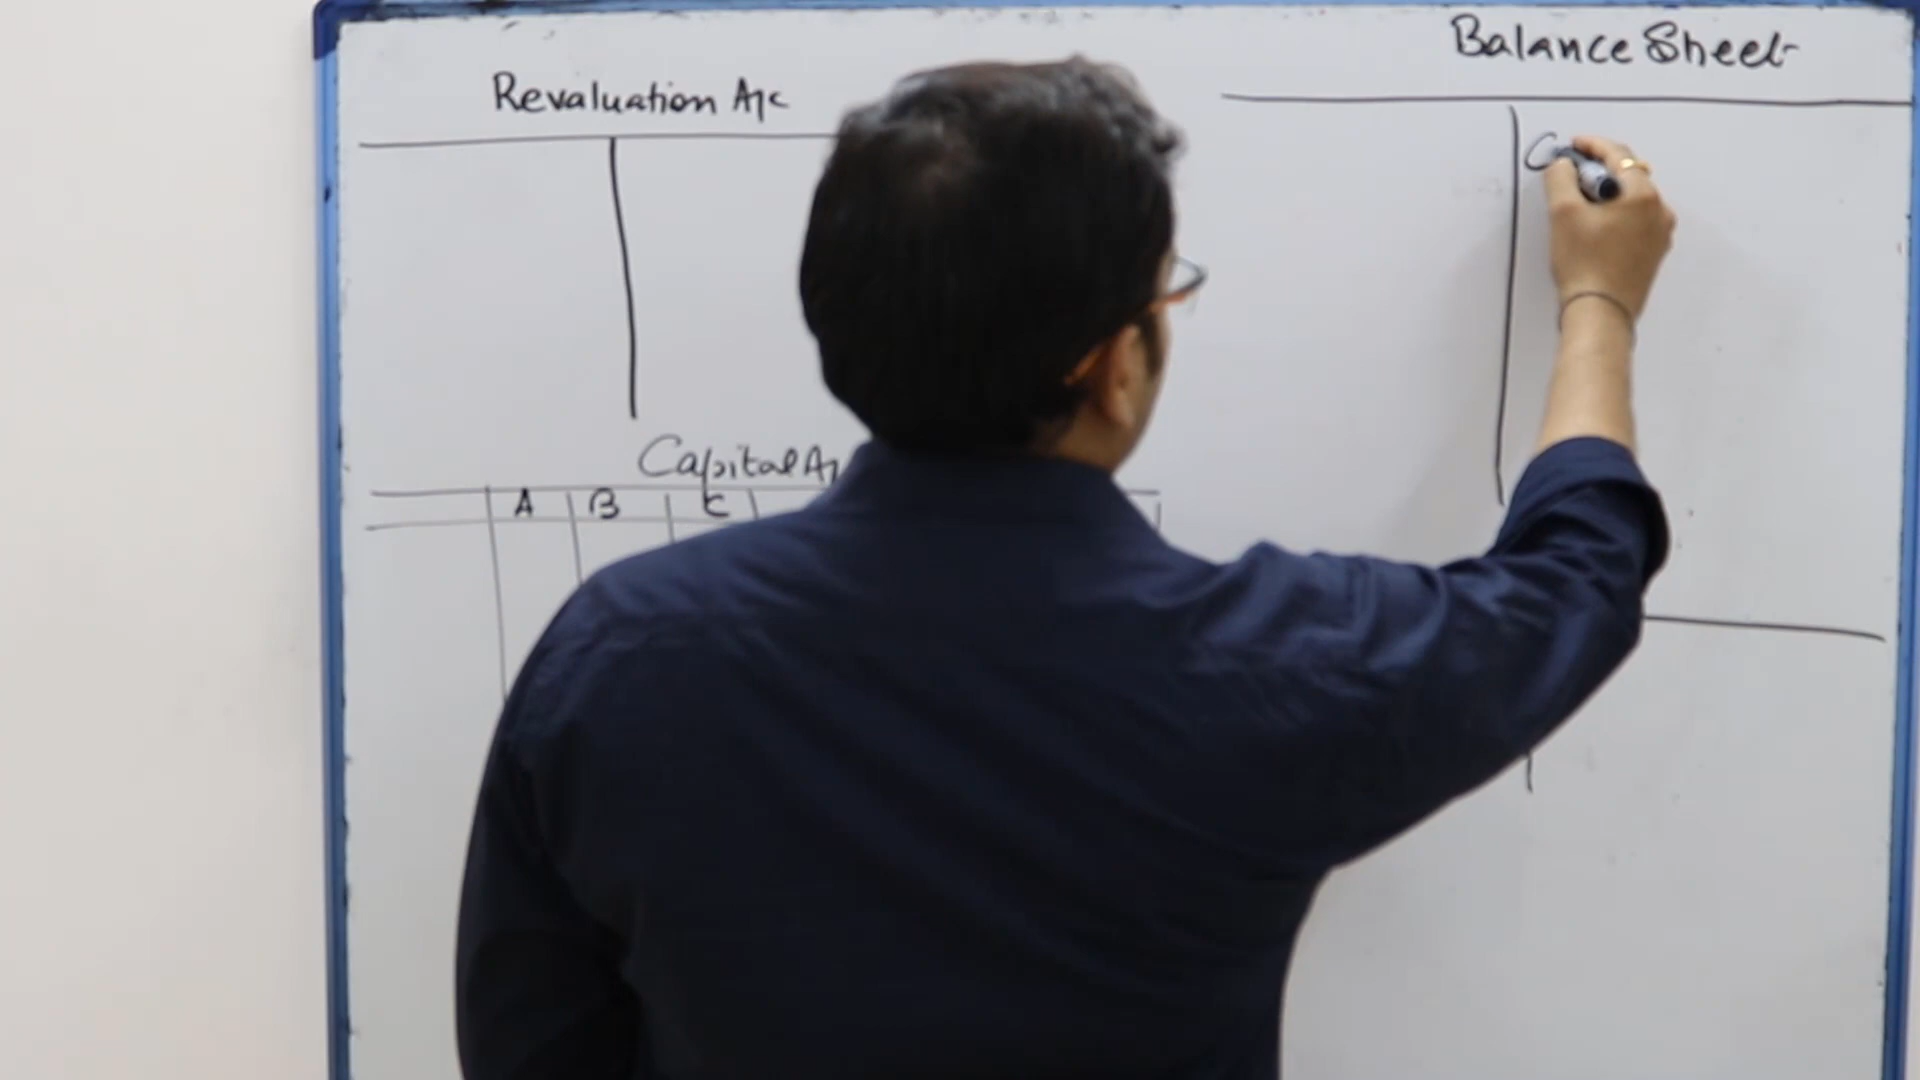 Balance Sheet
Revaluation A/c
C
Capital A/
A B C